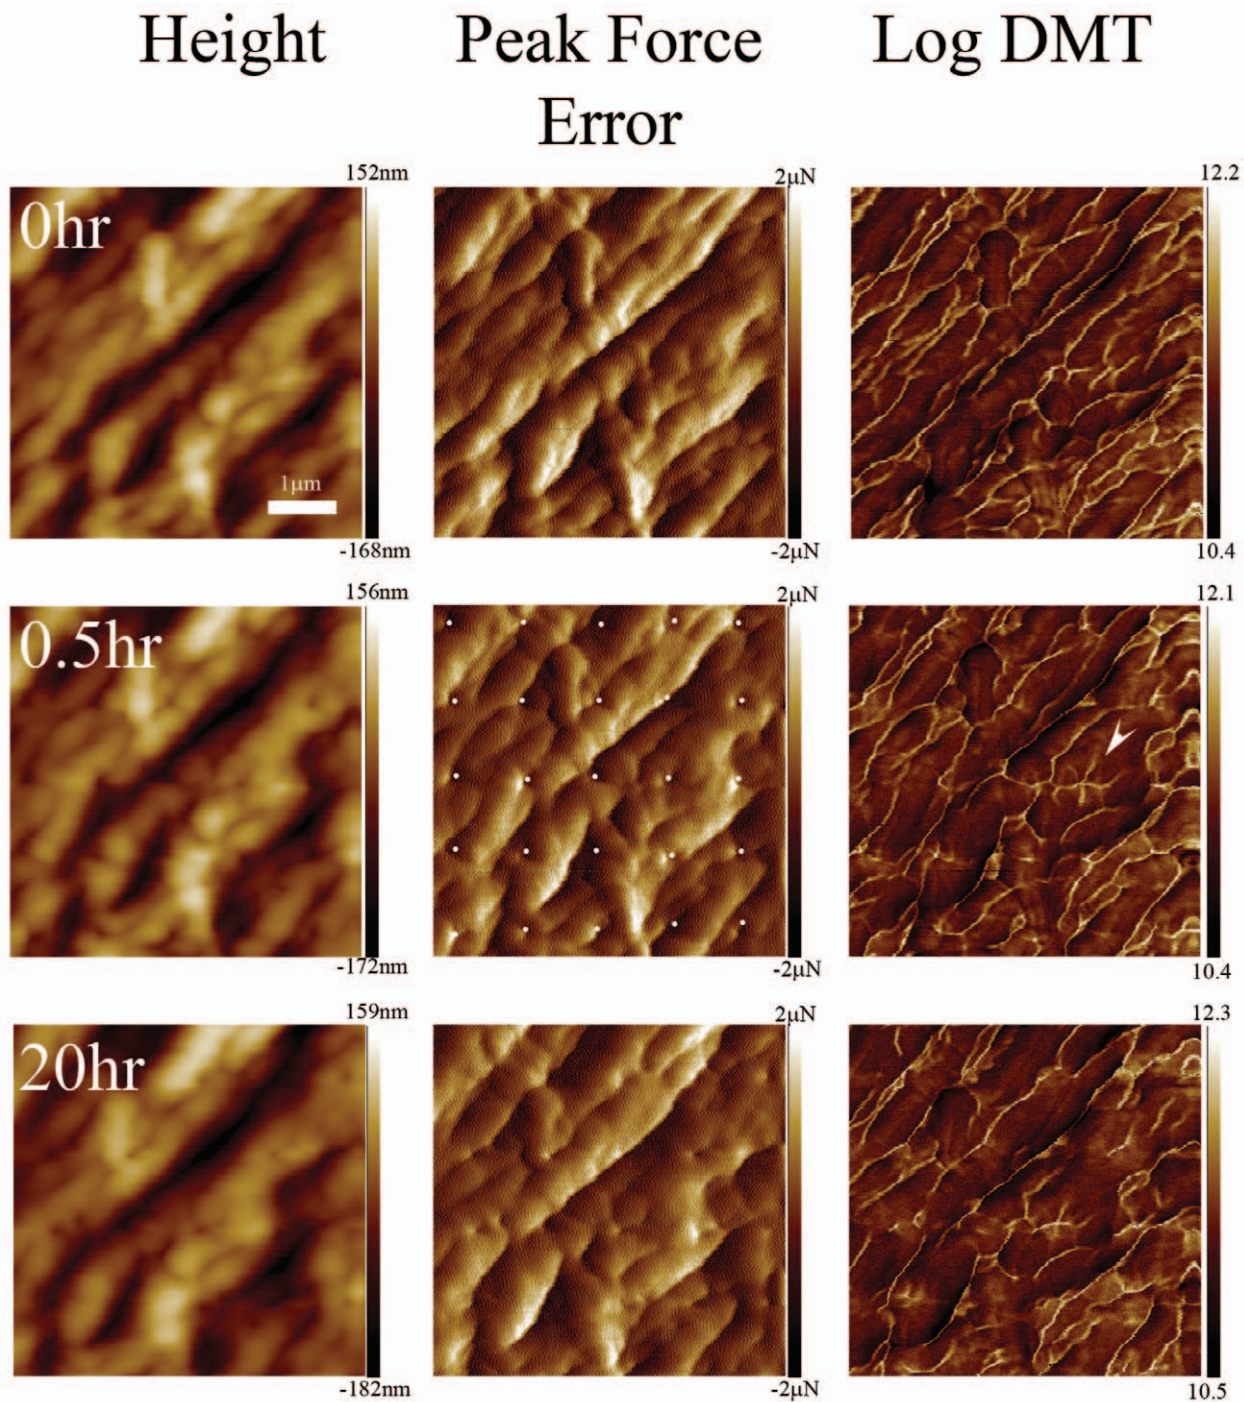 Height Peak Force Log DMT
Error
152nm 2µN 12.2
0hr
1µm
-168nm -2µN 10.4
156nm 2µN 12.1
0.5hr
-172nm -2µN 10.4
159nm 2µN 12.3
20hr
-182nm -2µN 10.5